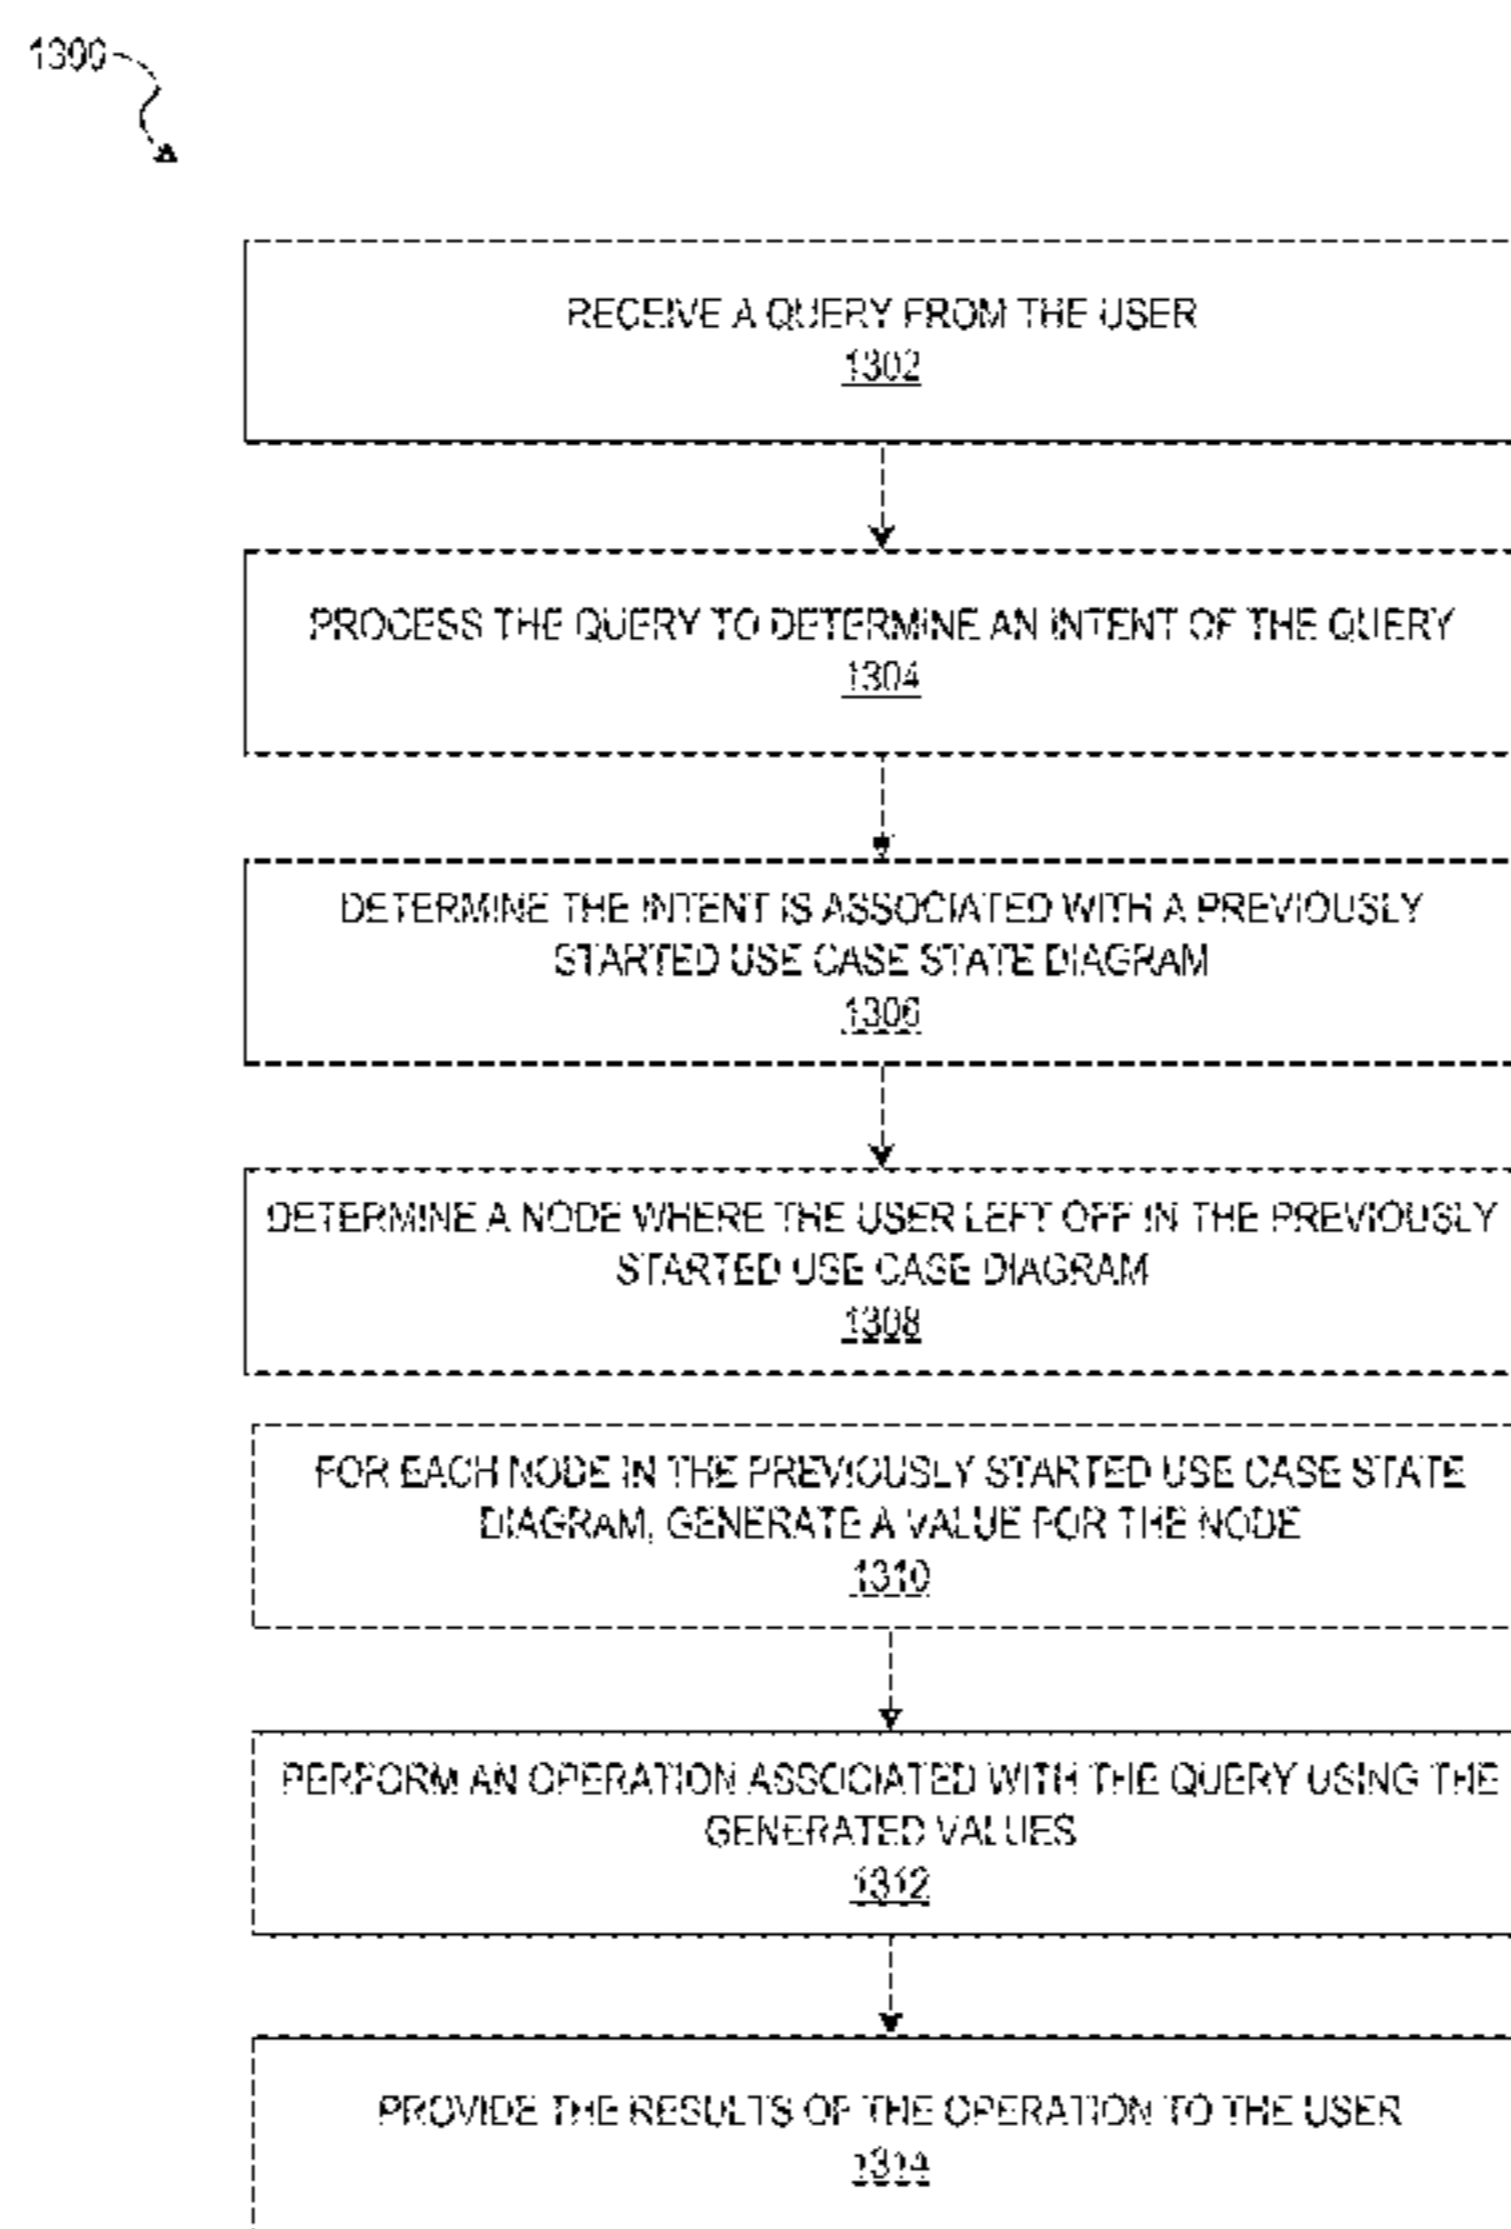 1300
RECEIVE A QUERY FROM THE USER
1302
PROCESS THE QUERY TO DETERMINE AN INTENT OF THE QUERY
1304
DETERMINE THE INTENT IS ASSOCIATED WITH A PREVIOUSLY
STARTED USE CASE STATE DIAGRAM
1306
DETERMINE A NODE WHERE THE USER LEFT OFF IN THE PREVIOUSLY
STARTED USE CASE DIAGRAM
1308
FOR EACH NODE IN THE PREVIOUSLY STARTED USE CASE STATE
DIAGRAM, GENERATE A VALUE FOR THE NODE
1310
PERFORM AN OPERATION ASSOCIATED WITH THE QUERY USING THE
GENERATED VALUES
1312
PROVIDE THE RESULTS OF THE OPERATION TO THE USER
1314